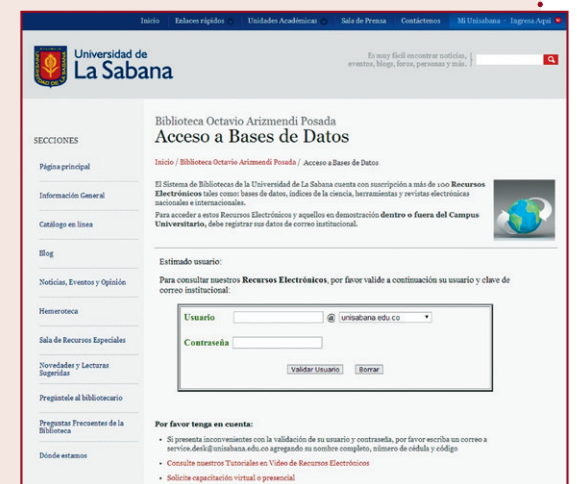 Inicio Enlaces rápidos Unidades Académicas Sala de Prensa Contáctenos Mi Unisabana - Ingresa Aquí
Universidad de
La Sabana
Es muy fácil encontrar noticias,
eventos, blogs, foros, personas y más.
SECCIONES
Página principal
Información General
Catálogo en línea
Blog
Noticias, Eventos y Opinión
Hemeroteca
Sala de Recursos Especiales
Novedades y Lecturas
Sugeridas
Pregúntele al bibliotecario
Preguntas Frecuentes de la
Biblioteca
Dónde estamos
Biblioteca Octavio Arizmendi Posada
Acceso a Bases de Datos
Inicio / Biblioteca Octavio Arizmendi Posada / Acceso a Bases de Datos
El Sistema de Bibliotecas de la Universidad de La Sabana cuenta con suscripción a más de 100 Recursos
Electrónicos tales como: bases de datos, índices de la ciencia, herramientas y revistas electrónicas
nacionales e internacionales.
Para acceder a estos Recursos Electrónicos y aquellos en demostración dentro o fuera del Campus
Universitario, debe registrar sus datos de correo institucional.
Estimado usuario:
Para consultar nuestros Recursos Electrónicos, por favor valide a continuación su usuario y clave de
correo institucional:
Usuario @ unisabana.edu.co
Contraseña
Validar Usuario Borrar
Por favor tenga en cuenta:
• Si presenta inconvenientes con la validación de su usuario y contraseña, por favor escriba un correo a
service.desk@unisabana.edu.co agregando su nombre completo, número de cédula y código
• Consulte nuestros Tutoriales en Video de Recursos Electrónicos
• Solicite capacitación virtual o presencial